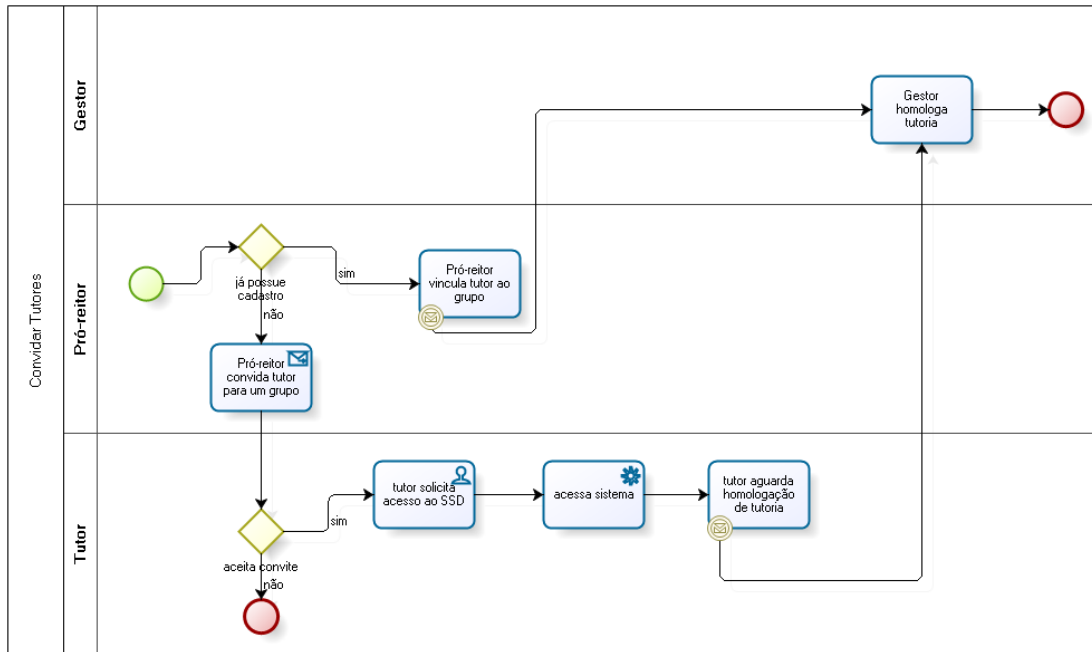 Convidar Tutores
Gestor
Gestor
homologa
tutoria
Pró-reitor
já possue
cadastro
sim
não
Pró-reitor
vincula tutor ao
grupo
Pró-reitor
convida tutor
para um grupo
Tutor
aceita convite
sim
não
tutor solicita
acesso ao SSD
acessa sistema
tutor aguarda
homologação
de tutoria